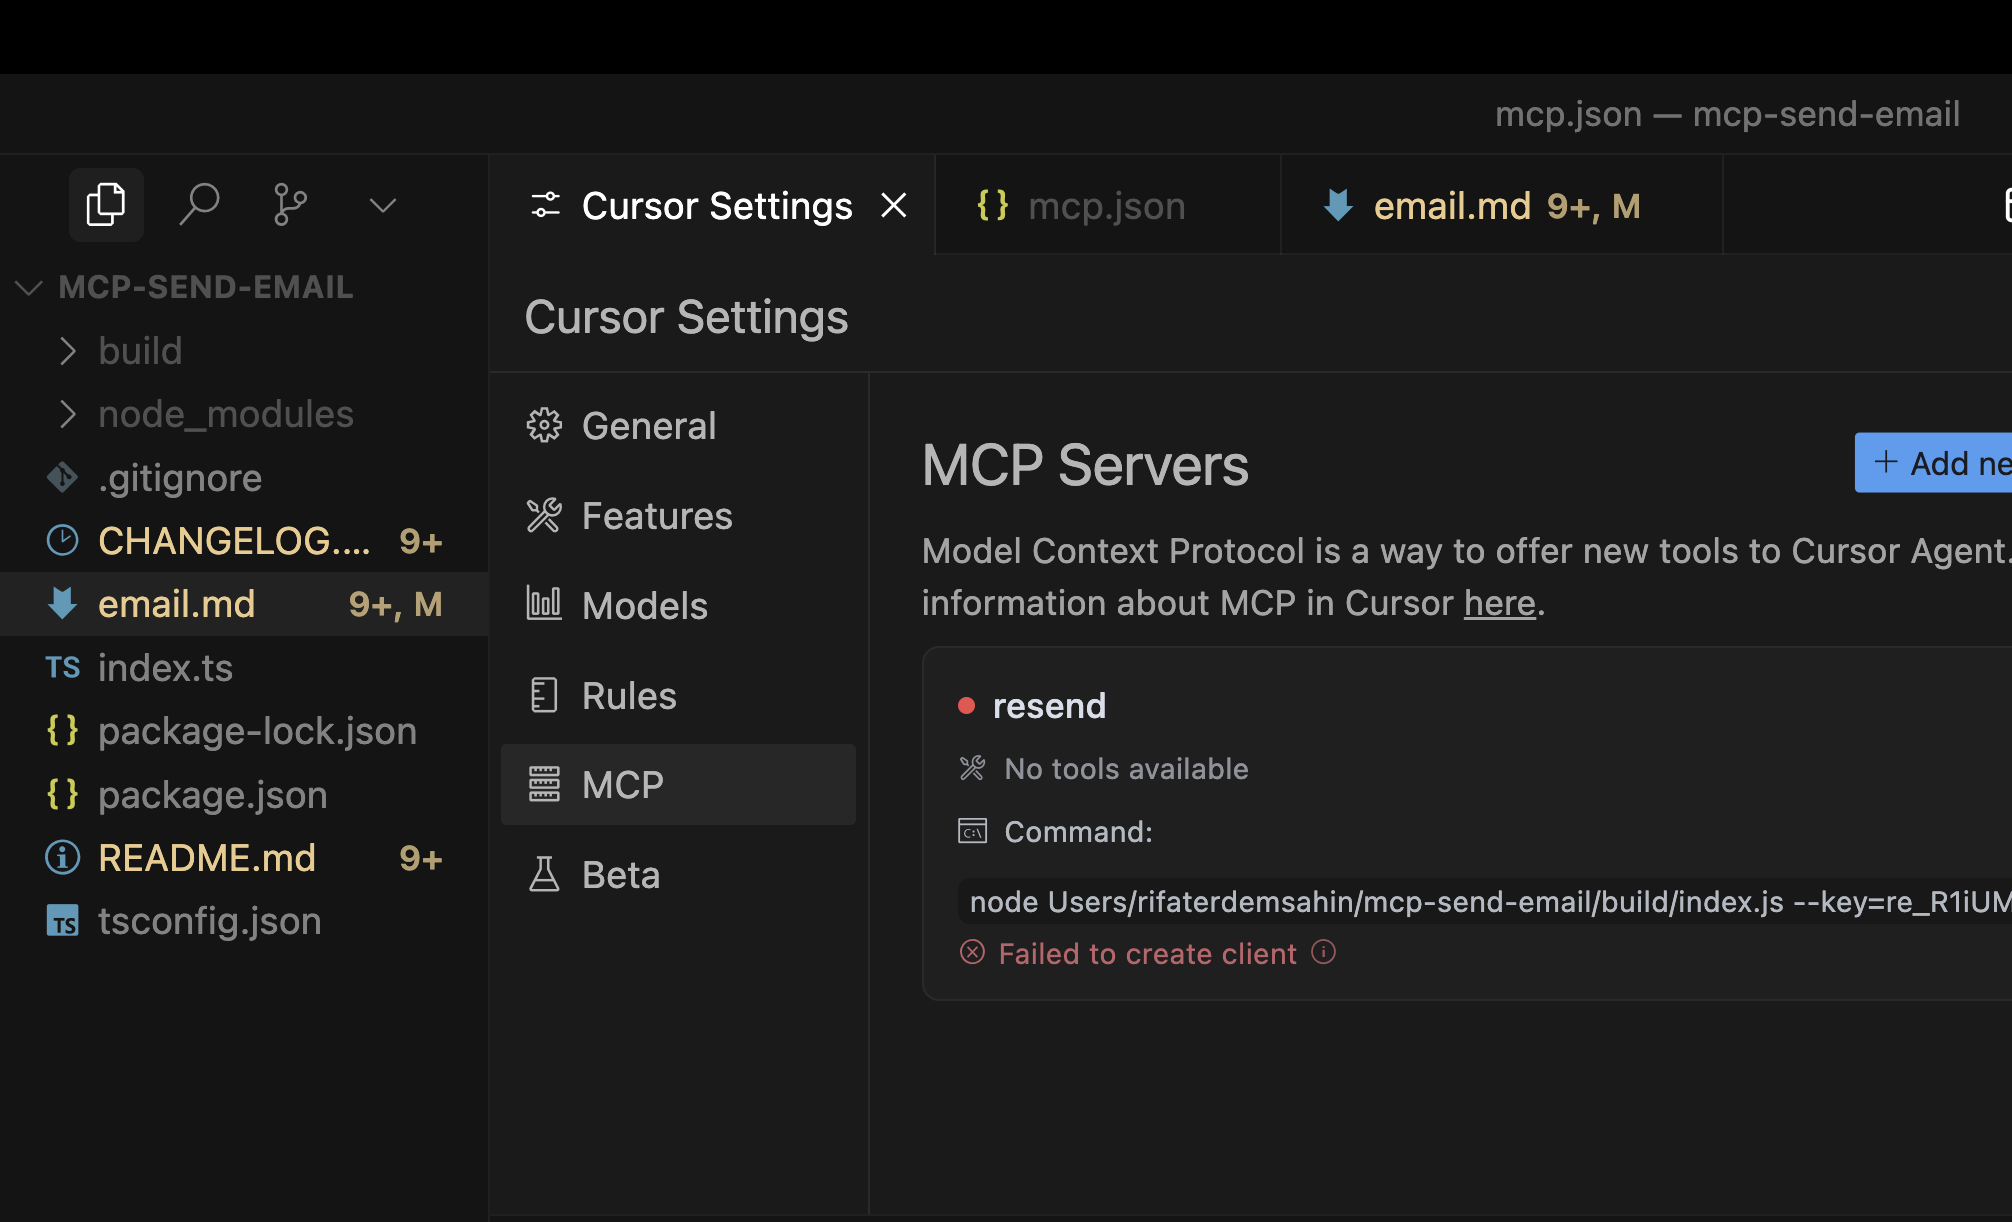 mcp.json — mcp-send-email
Cursor Settings
mcp.json
email.md 9+, M
MCP-SEND-EMAIL
build
node_modules
.gitignore
CHANGELOG.... 9+
email.md 9+, M
TS index.ts
package-lock.json
package.json
README.md 9+
TS tsconfig.json
Cursor Settings
General
Features
Models
Rules
MCP
Beta
MCP Servers
+ Add ne
Model Context Protocol is a way to offer new tools to Cursor Agent.
information about MCP in Cursor here.
resend
No tools available
Command:
node Users/rifaterdemsahin/mcp-send-email/build/index.js --key=re_R1iUM
Failed to create client